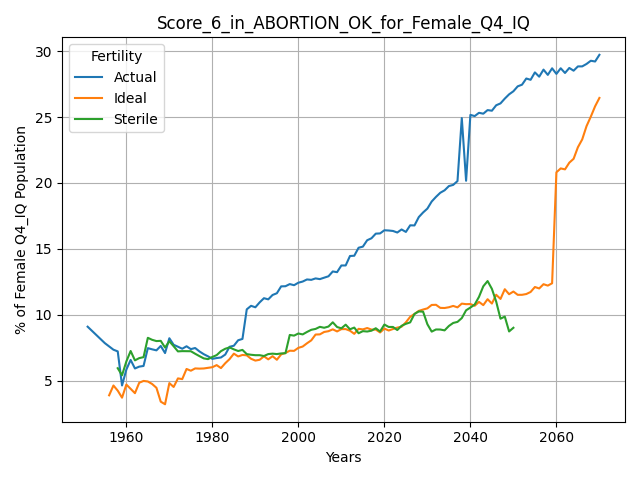 Score_6_in_ABORTION_OK_for_Female_Q4_IQ
Fertility
Actual
Ideal
Sterile
% of Female Q4_IQ Population
30
25
20
15
10
5
1960 1980 2000 2020 2040 2060
Years